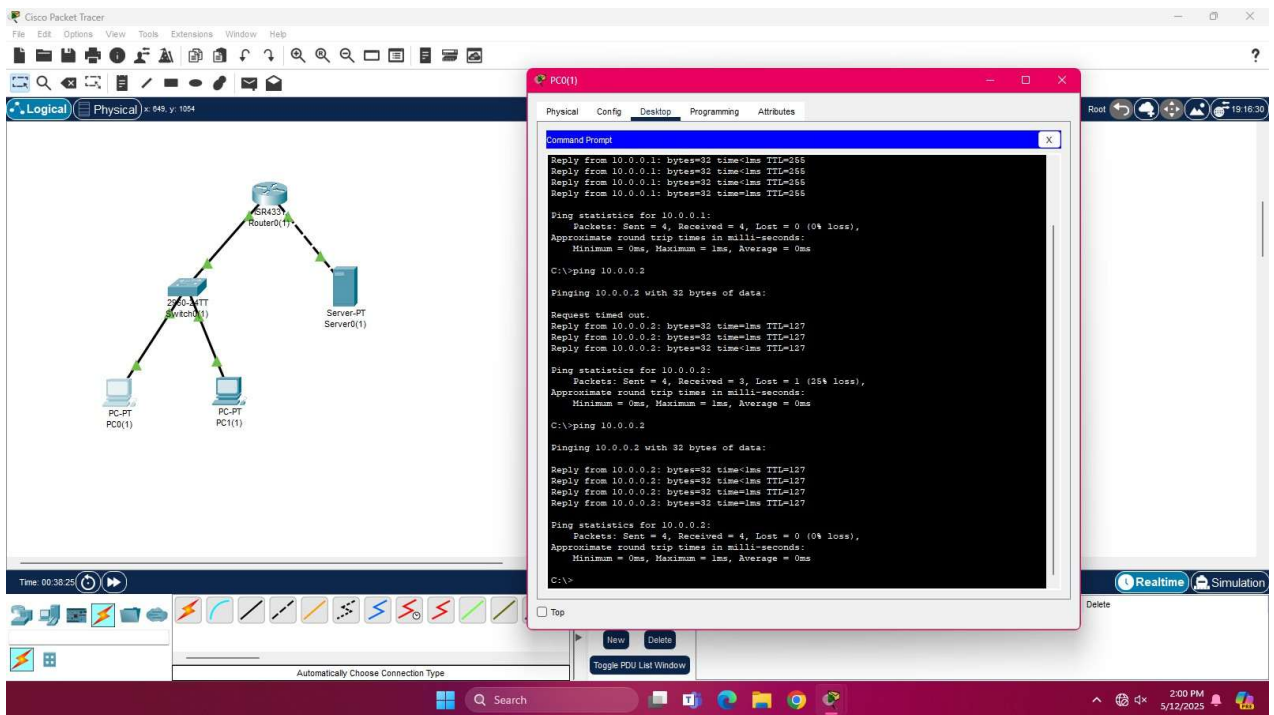 Cisco Packet Tracer
File Edit Options View Tools Extensions Window Help
?
Logical Physical x: 649, y: 1054
Root 19:16:30
ISR4331
Router0(1)
2960-24TT
Switch0(1)
Server-PT
Server0(1)
PC-PT
PC0(1)
PC-PT
PC1(1)
PC0(1)
Physical Config Desktop Programming Attributes
Command Prompt X
Reply from 10.0.0.1: bytes=32 time<1ms TTL=255
Reply from 10.0.0.1: bytes=32 time<1ms TTL=255
Reply from 10.0.0.1: bytes=32 time<1ms TTL=255
Reply from 10.0.0.1: bytes=32 time=1ms TTL=255
Ping statistics for 10.0.0.1:
Packets: Sent = 4, Received = 4, Lost = 0 (0% loss),
Approximate round trip times in milli-seconds:
Minimum = 0ms, Maximum = 1ms, Average = 0ms
C:\>ping 10.0.0.2
Pinging 10.0.0.2 with 32 bytes of data:
Request timed out.
Reply from 10.0.0.2: bytes=32 time=1ms TTL=127
Reply from 10.0.0.2: bytes=32 time=1ms TTL=127
Reply from 10.0.0.2: bytes=32 time<1ms TTL=127
Ping statistics for 10.0.0.2:
Packets: Sent = 4, Received = 3, Lost = 1 (25% loss),
Approximate round trip times in milli-seconds:
Minimum = 0ms, Maximum = 1ms, Average = 0ms
C:\>ping 10.0.0.2
Pinging 10.0.0.2 with 32 bytes of data:
Reply from 10.0.0.2: bytes=32 time<1ms TTL=127
Reply from 10.0.0.2: bytes=32 time<1ms TTL=127
Reply from 10.0.0.2: bytes=32 time=1ms TTL=127
Reply from 10.0.0.2: bytes=32 time=1ms TTL=127
Ping statistics for 10.0.0.2:
Packets: Sent = 4, Received = 4, Lost = 0 (0% loss),
Approximate round trip times in milli-seconds:
Minimum = 0ms, Maximum = 1ms, Average = 0ms
C:\>
Top
Time: 00:38:25
Realtime Simulation
Delete
New Delete
Toggle PDU List Window
Automatically Choose Connection Type
Search
2:00 PM
5/12/2025